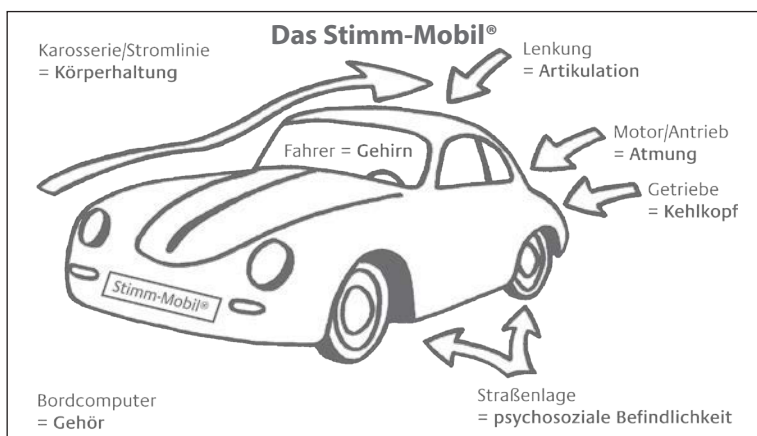 Das Stimm-Mobil®
Karosserie/Stromlinie
= Körperhaltung
Lenkung
= Artikulation
Motor/Antrieb
= Atmung
Fahrer = Gehirn
Getriebe
= Kehlkopf
Stimm-Mobil®
Bordcomputer
= Gehör
Straßenlage
= psychosoziale Befindlichkeit